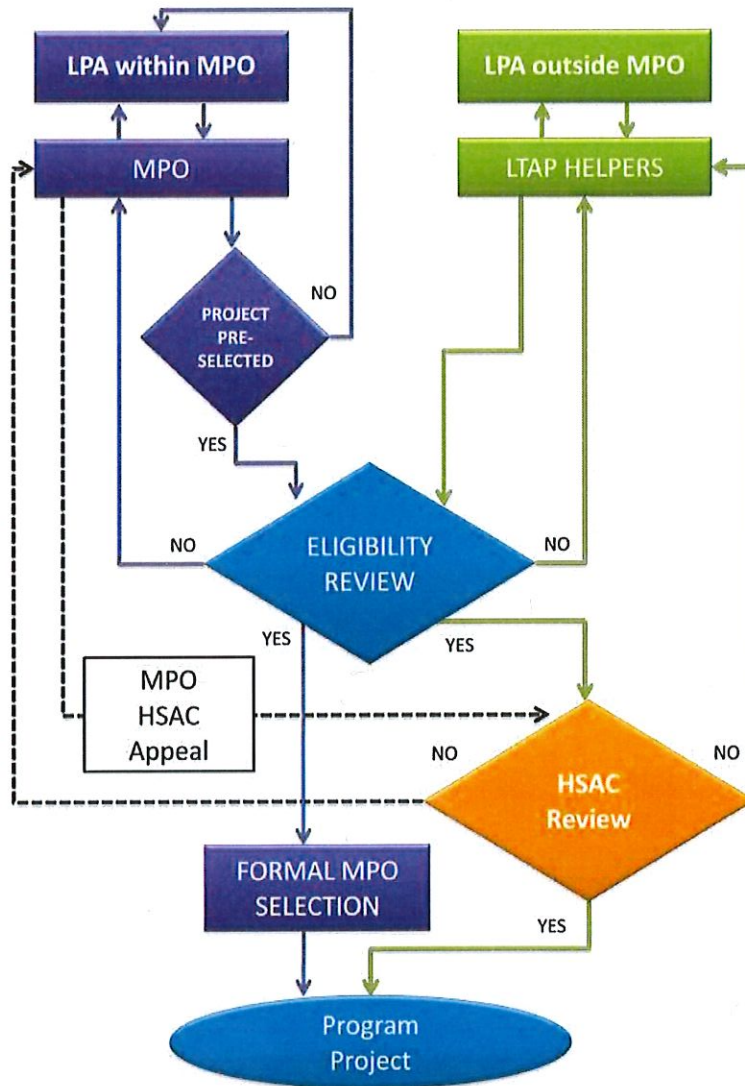 LPA within MPO
LPA outside MPO
MPO
LTAP HELPERS
NO
PROJECT
PRE-
SELECTED
YES
NO
ELIGIBILITY
REVIEW
NO
YES
YES
MPO
HSAC
Appeal
NO
NO
HSAC
Review
FORMAL MPO
SELECTION
YES
Program
Project